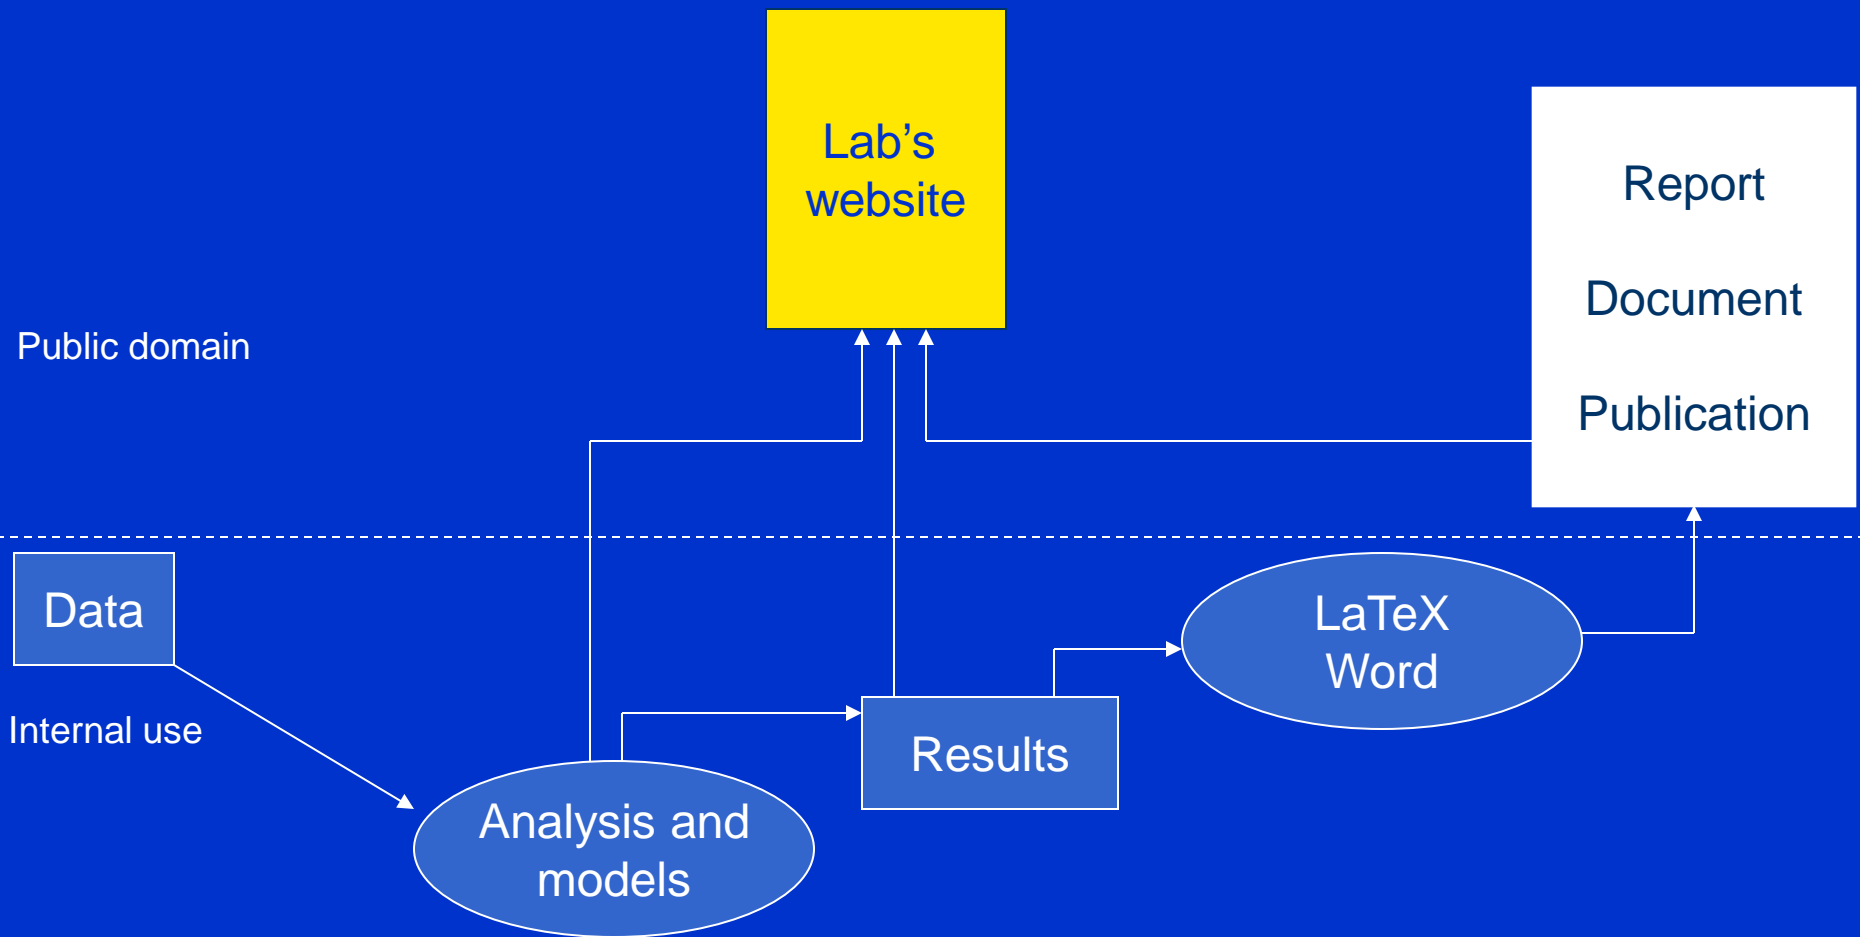 Lab’s
website
Report
Document
Publication
Public domain
Data
LaTeX
Word
Internal use
Results
Analysis and
models